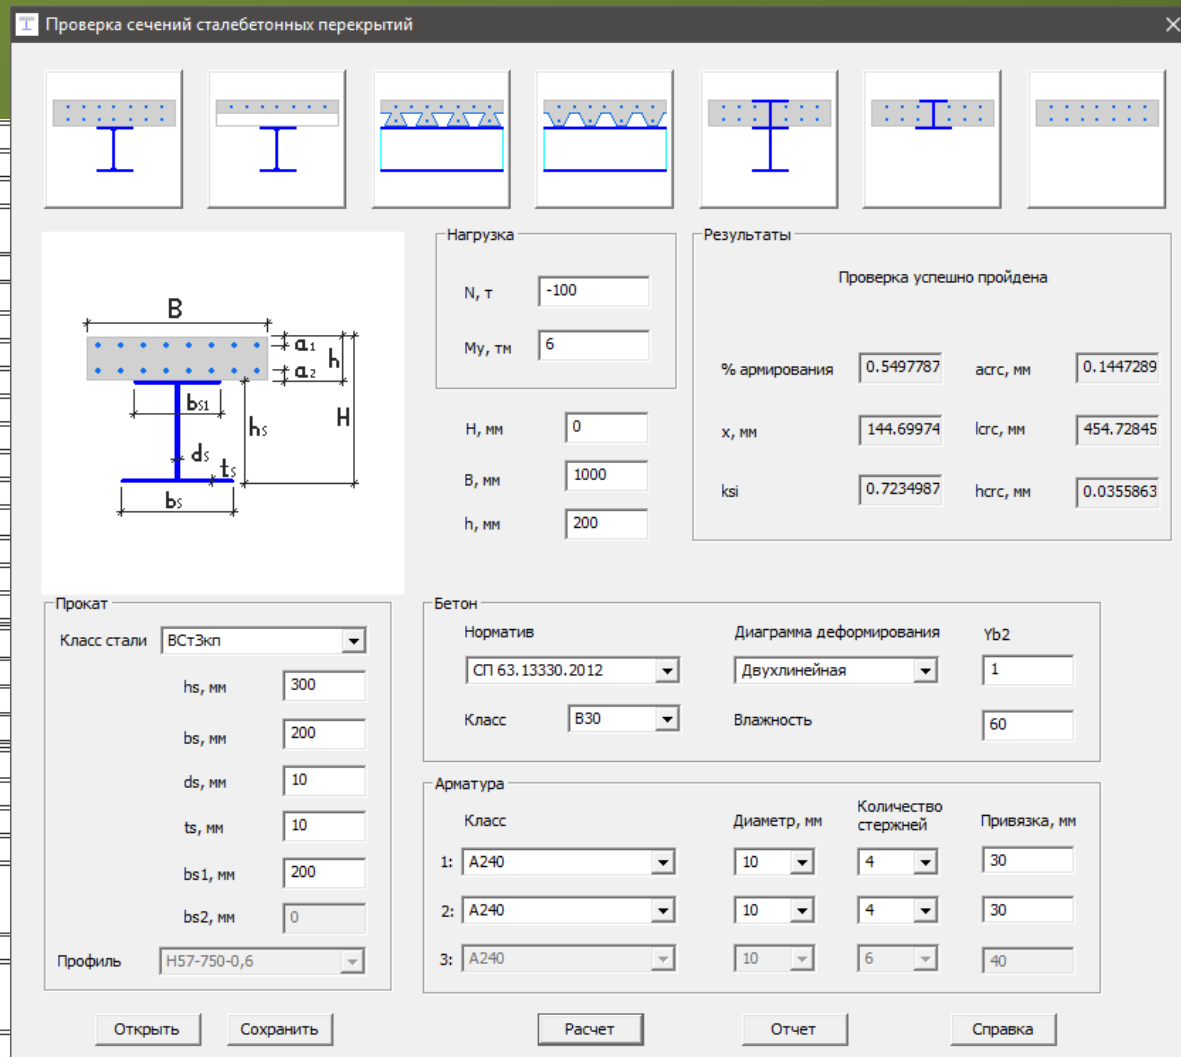 Проверка сечений сталебетонных перекрытий
B
a1
h
a2
bs1
hs
H
ds
ts
bs
Нагрузка
N, т -100
My, тм 6
H, мм 0
B, мм 1000
h, мм 200
Результаты
Проверка успешно пройдена
% армирования 0.5497787 acrc, мм 0.1447289
x, мм 144.69974 lcrc, мм 454.72845
ksi 0.7234987 hcrc, мм 0.0355863
Прокат
Класс стали ВСт3кп
hs, мм 300
bs, мм 200
ds, мм 10
ts, мм 10
bs1, мм 200
bs2, мм 0
Профиль Н57-750-0,6
Бетон
Норматив Диаграмма деформирования Yb2
СП 63.13330.2012 Двухлинейная 1
Класс B30 Влажность 60
Арматура
Класс Диаметр, мм Количество стержней Привязка, мм
1: A240 10 4 30
2: A240 10 4 30
3: A240 10 6 40
Открыть Сохранить Расчет Отчет Справка